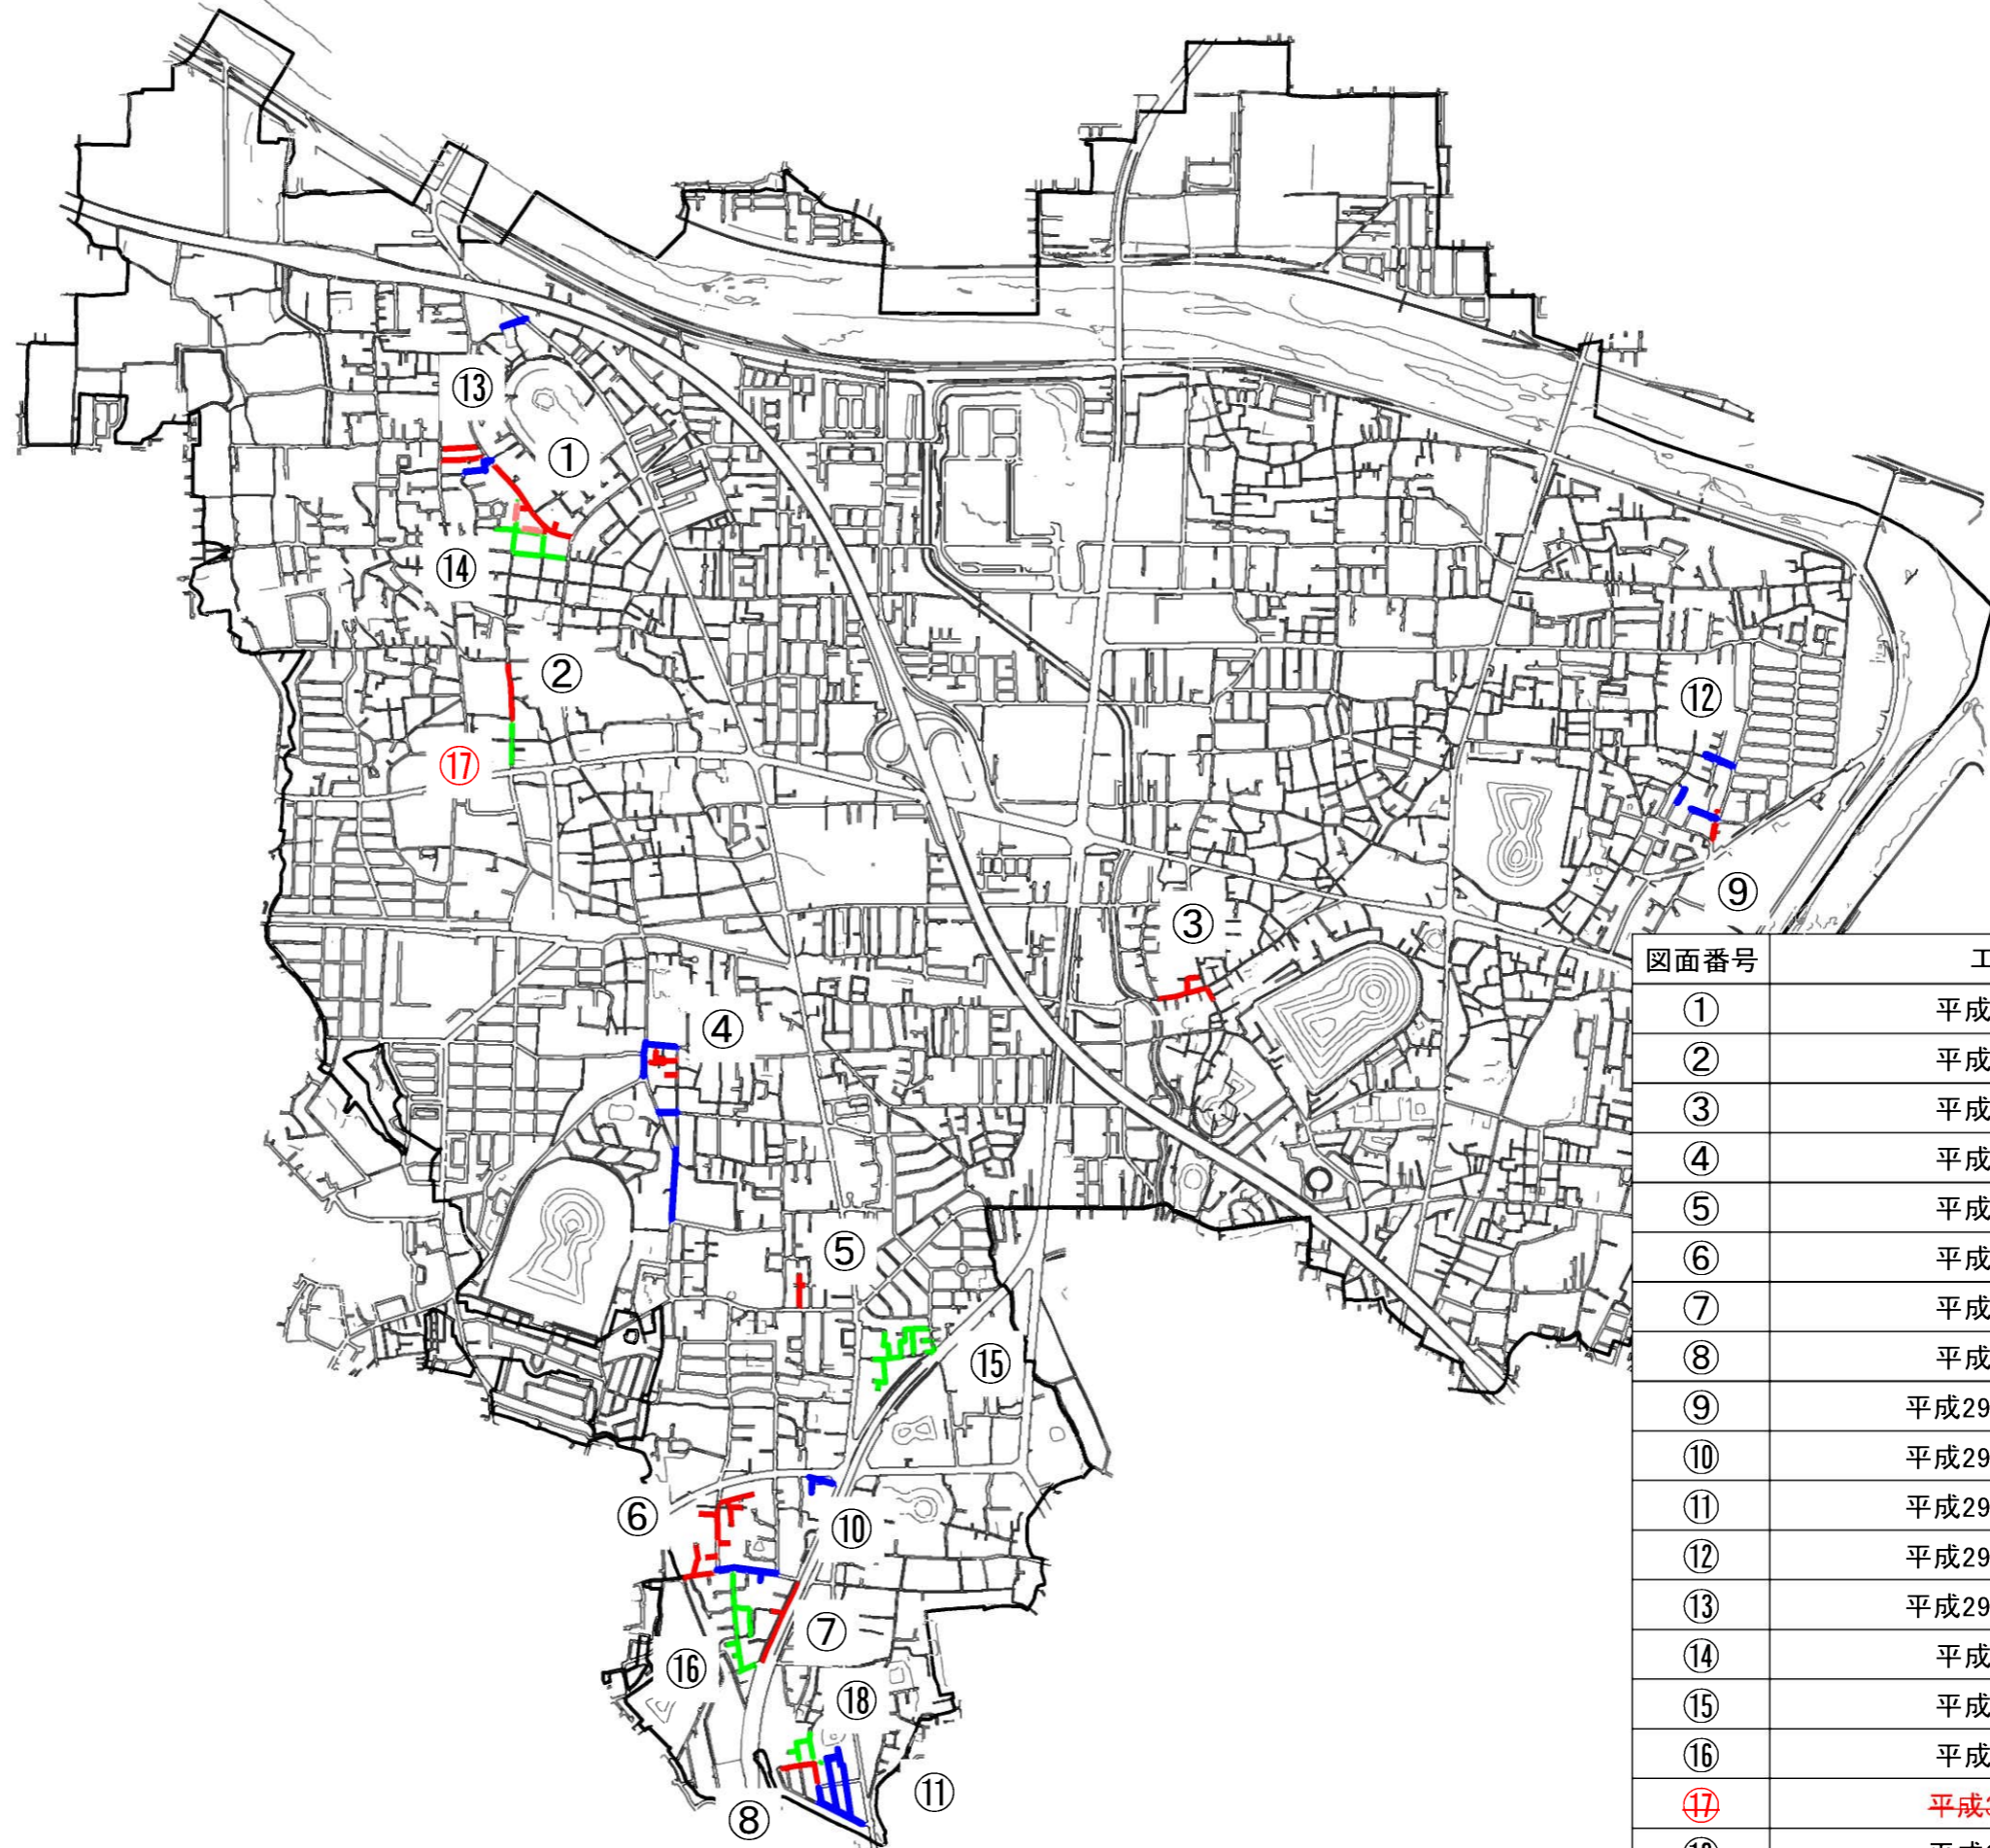 ⑬
①
⑭
②
⑰
⑫
⑨
③
④
⑤
⑮
⑥
⑩
⑦
⑯
⑱
⑪
⑧
図面番号 工
① 平成
② 平成
③ 平成
④ 平成
⑤ 平成
⑥ 平成
⑦ 平成
⑧ 平成
⑨ 平成29
⑩ 平成29
⑪ 平成29
⑫ 平成29
⑬ 平成29
⑭ 平成
⑮ 平成
⑯ 平成
⑰ 平成3